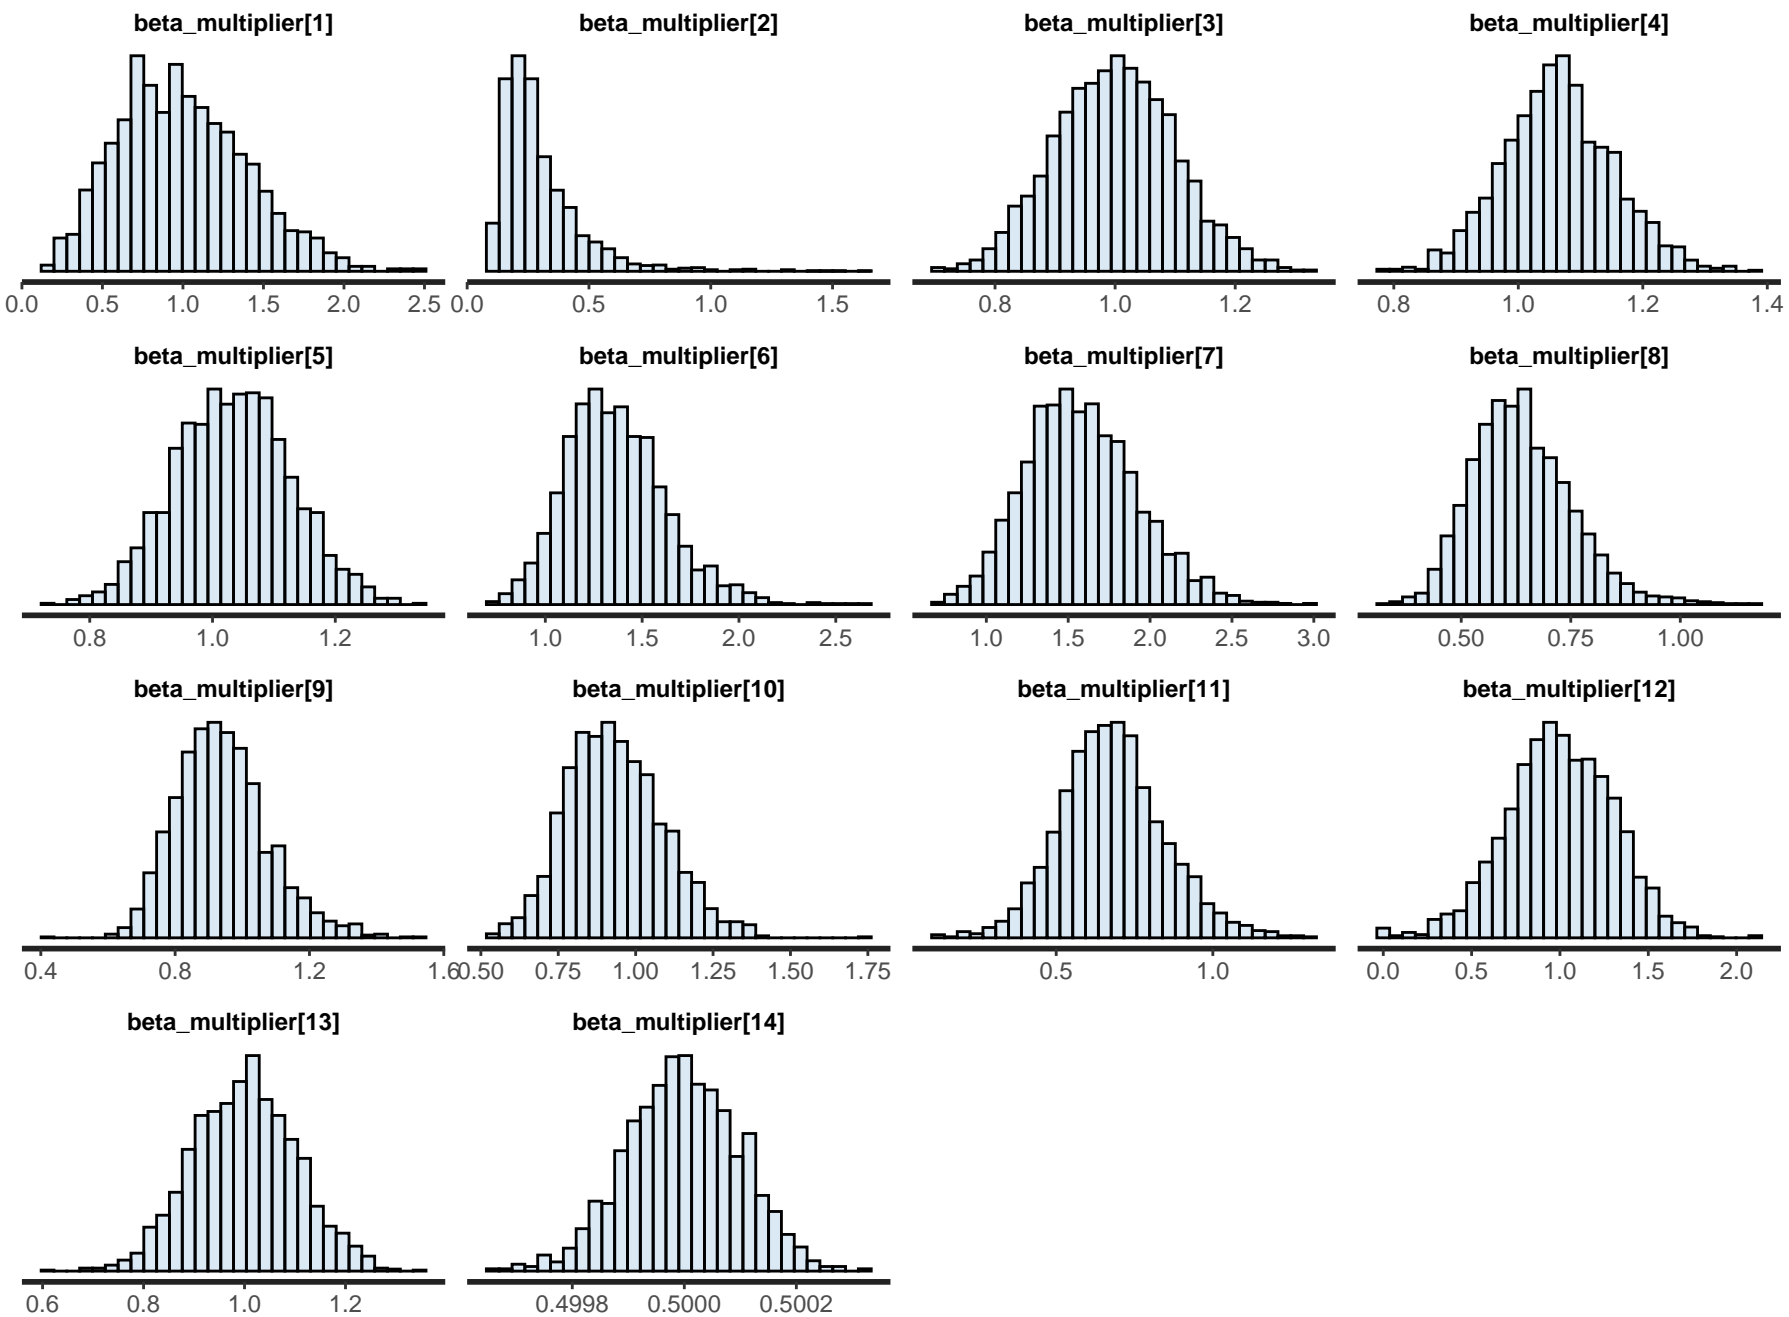 beta_multiplier[1] beta_multiplier[2] beta_multiplier[3] beta_multiplier[4]
0.0 0.5 1.0 1.5 2.0 2.5 0.0 0.5 1.0 1.5 0.8 1.0 1.2 0.8 1.0 1.2 1.4
beta_multiplier[5] beta_multiplier[6] beta_multiplier[7] beta_multiplier[8]
0.8 1.0 1.2 1.0 1.5 2.0 2.5 1.0 1.5 2.0 2.5 3.0 0.50 0.75 1.00
beta_multiplier[9] beta_multiplier[10] beta_multiplier[11] beta_multiplier[12]
0.4 0.8 1.2 1.6 0.50 0.75 1.00 1.25 1.50 1.75 0.5 1.0 0.0 0.5 1.0 1.5 2.0
beta_multiplier[13] beta_multiplier[14]
0.6 0.8 1.0 1.2 0.4998 0.5000 0.5002